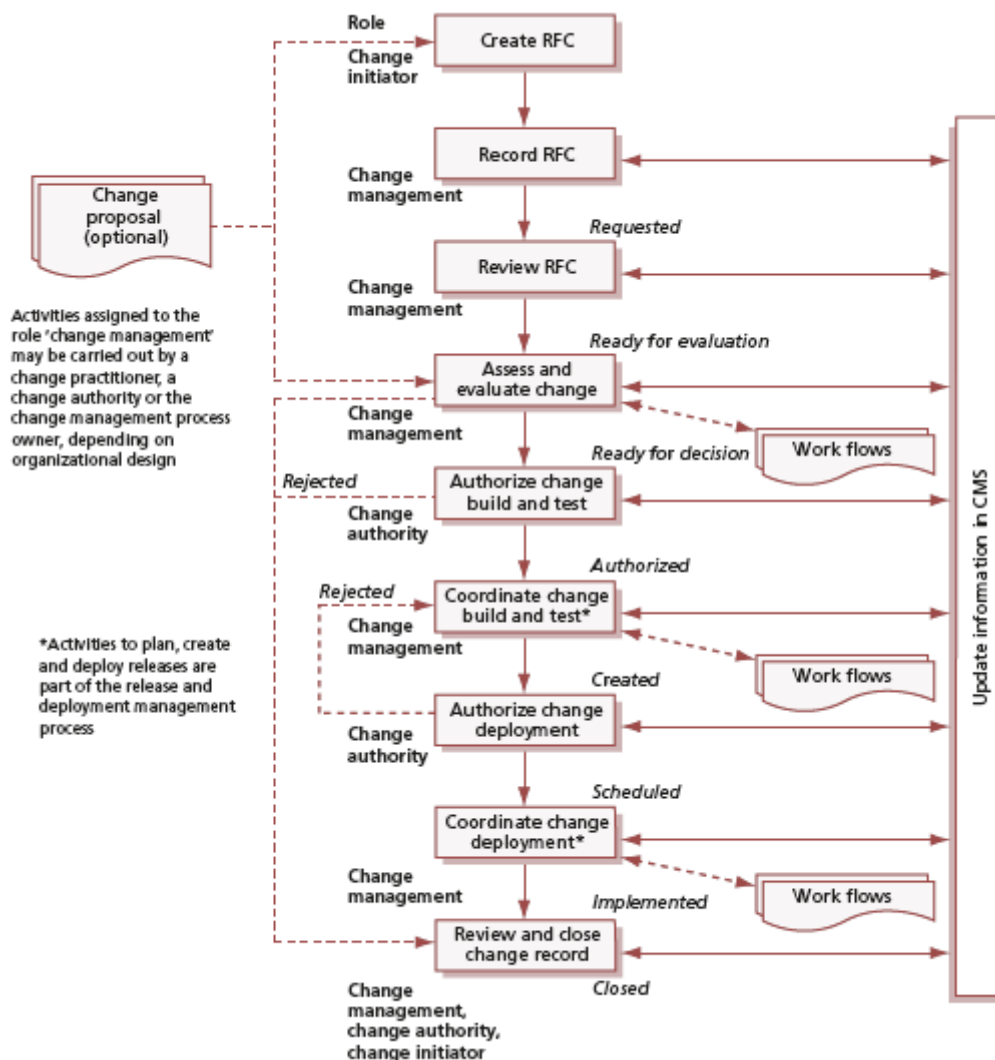 Role
Create RFC
Change
initiator
Record RFC
Change
management
Change
proposal
(optional)
Requested
Review RFC
Change
management
Activities assigned to the
role 'change management'
may be carried out by a
change practitioner, a
change authority or the
change management process
owner, depending on
organizational design
Ready for evaluation
Assess and
evaluate change
Change
management
Work flows
Ready for decision
Rejected
Authorize change
build and test
Change
authority
Authorized
Rejected
Coordinate change
build and test*
Change
management
*Activities to plan, create
and deploy releases are
part of the release and
deployment management
process
Work flows
Created
Authorize change
deployment
Change
authority
Scheduled
Coordinate change
deployment*
Change
management
Work flows
Implemented
Review and close
change record
Closed
Change
management,
change authority,
change initiator
Update information in CMS